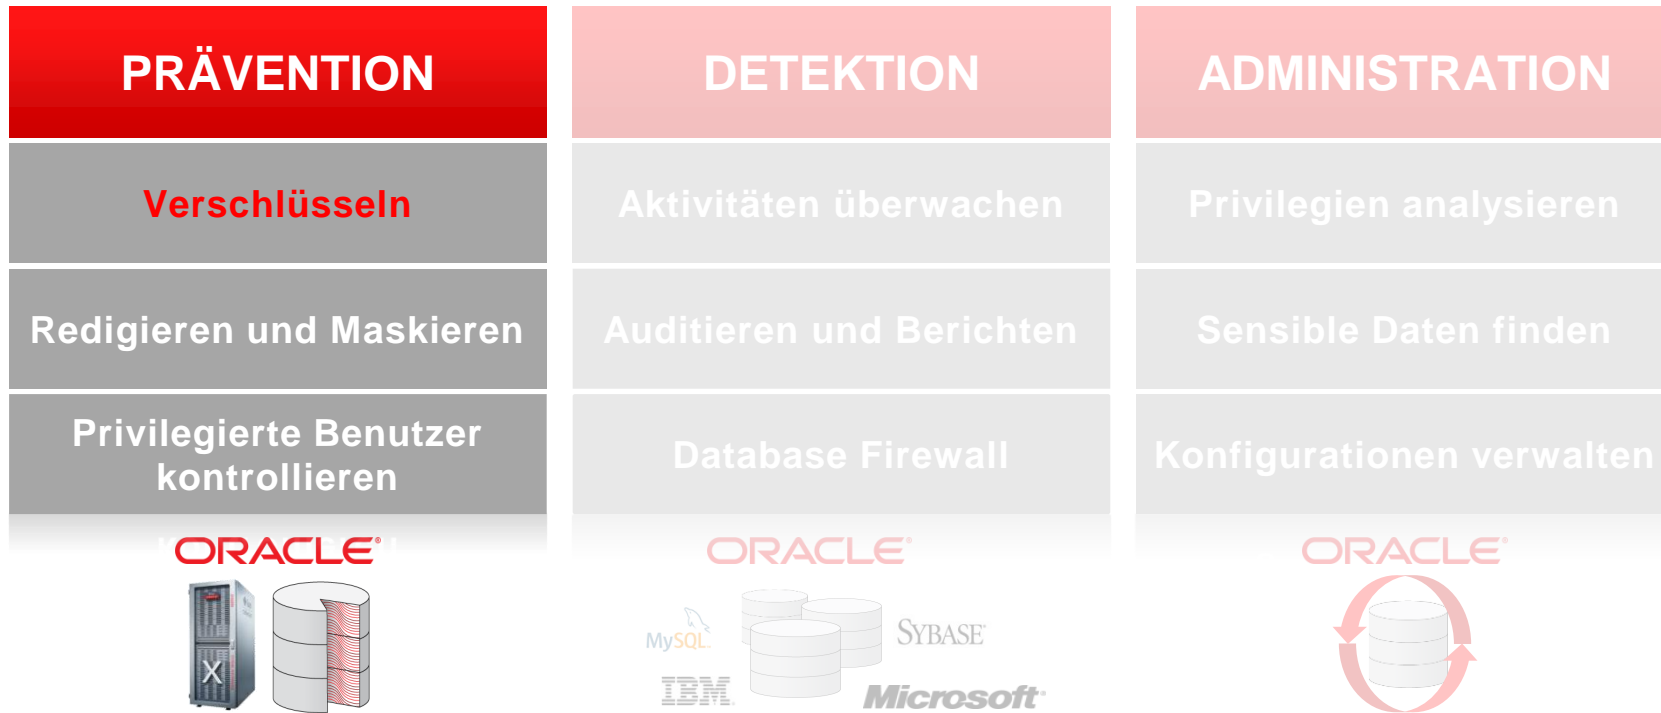 PRÄVENTION
Verschlüsseln
Redigieren und Maskieren
Privilegierte Benutzer
kontrollieren
ORACLE®
X
DETEKTION
Aktivitäten überwachen
Auditieren und Berichten
Database Firewall
ORACLE®
MySQL
SYBASE®
IBM
Microsoft®
ADMINISTRATION
Privilegien analysieren
Sensible Daten finden
Konfigurationen verwalten
ORACLE®